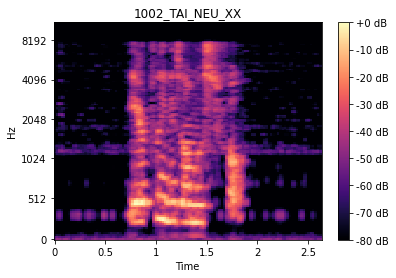 1002_TAI_NEU_XX
Hz
8192
4096
2048
1024
512
0
0 0.5 1 1.5 2 2.5
Time
+0 dB
-10 dB
-20 dB
-30 dB
-40 dB
-50 dB
-60 dB
-70 dB
-80 dB